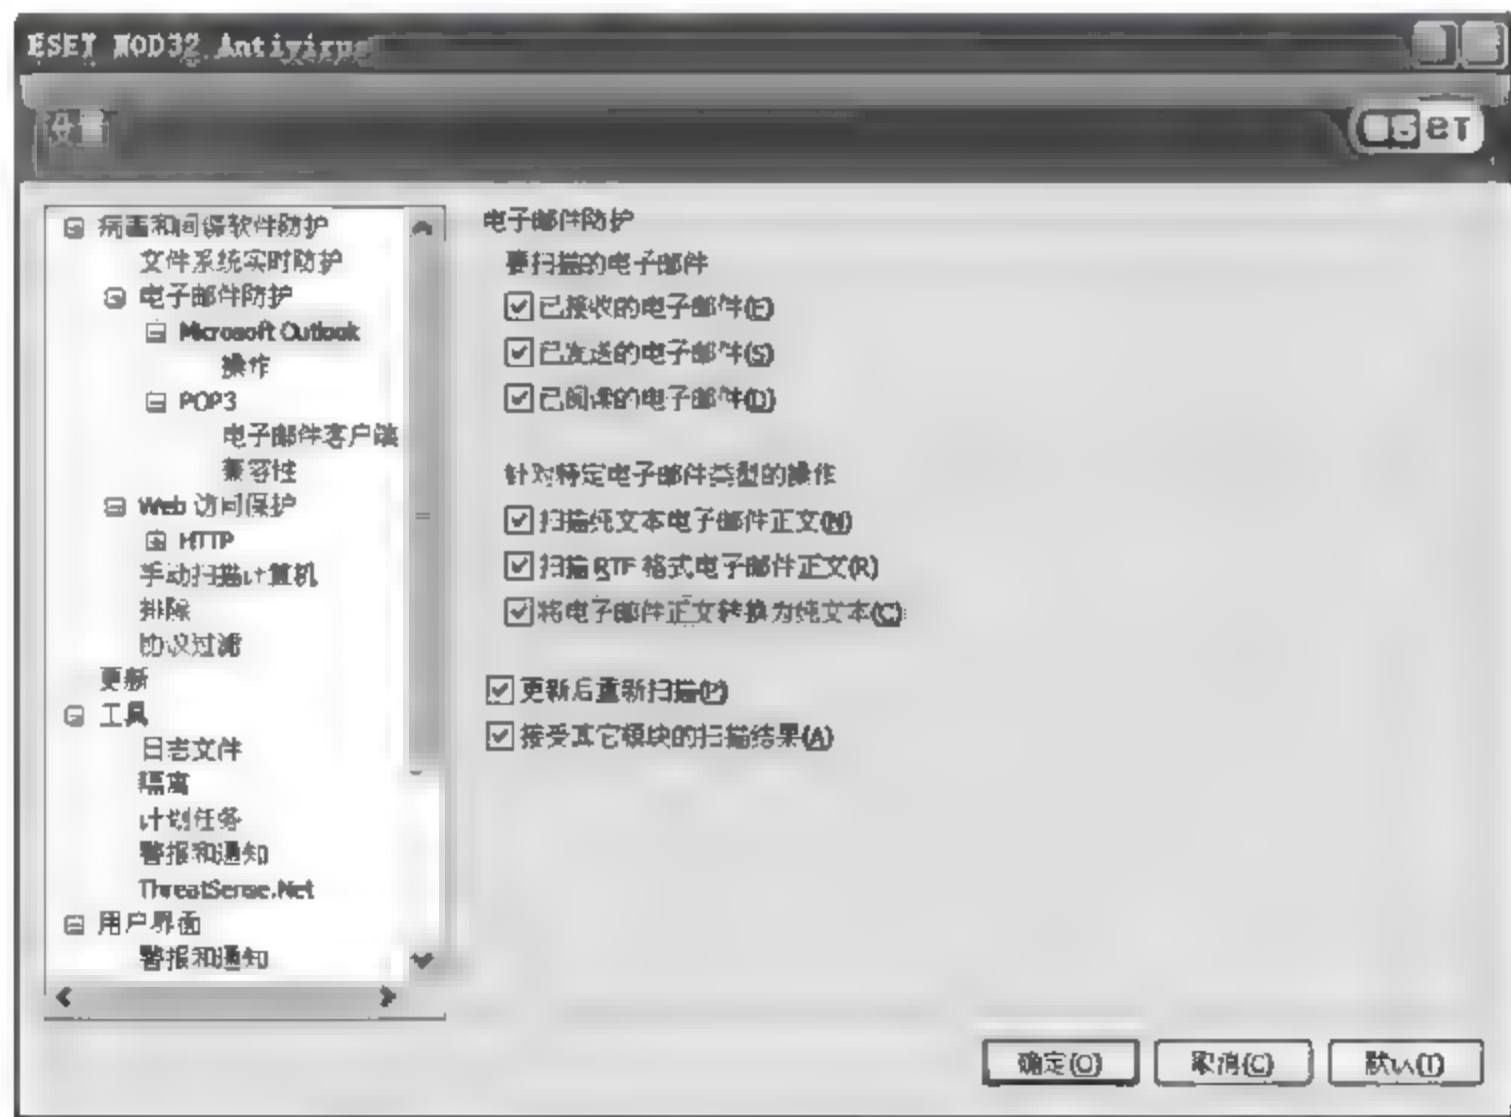 ESET NOD32 Antivirus
设置
eseT
病毒和间谍软件防护
文件系统实时防护
电子邮件防护
Microsoft Outlook
操作
POP3
电子邮件客户端
兼容性
Web 访问保护
HTTP
手动扫描计算机
排除
协议过滤
更新
工具
日志文件
隔离
计划任务
警报和通知
ThreatSense.Net
用户界面
警报和通知
电子邮件防护
要扫描的电子邮件
已接收的电子邮件(E)
已发送的电子邮件(S)
已阅读的电子邮件(D)
针对特定电子邮件类型的操作
扫描纯文本电子邮件正文(N)
扫描 RTF 格式电子邮件正文(R)
将电子邮件正文转换为纯文本(C)
更新后重新扫描(P)
接受其它模块的扫描结果(A)
确定(O)
取消(C)
默认(T)